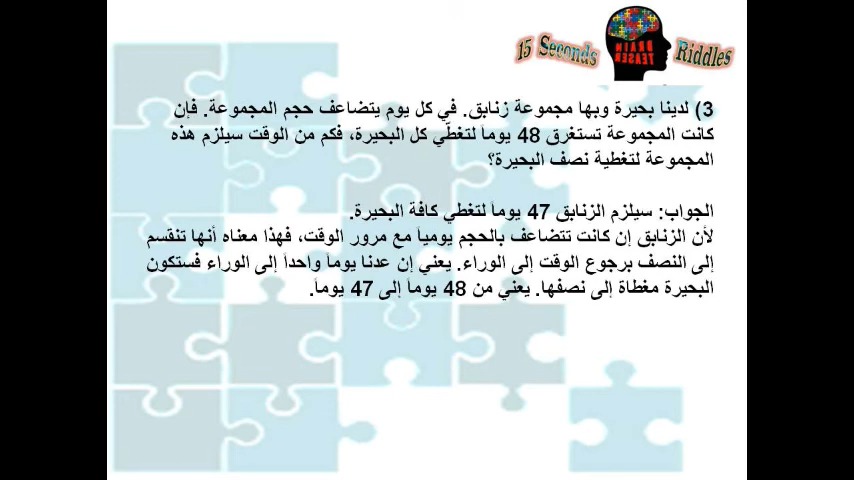 15 Seconds Riddles
BRAIN
TEASER
3) لدينا بحيرة وبها مجموعة زنابق. في كل يوم يتضاعف حجم المجموعة. فإن
كانت المجموعة تستغرق 48 يوماً لتغطّي كل البحيرة، فكم من الوقت سيلزم هذه
المجموعة لتغطية نصف البحيرة؟
الجواب: سيلزم الزنابق 47 يوماً لتغطي كافة البحيرة.
لأن الزنابق إن كانت تتضاعف بالحجم يومياً مع مرور الوقت، فهذا معناه أنها تنقسم
إلى النصف برجوع الوقت إلى الوراء. يعني إن عدنا يوماً واحداً إلى الوراء فستكون
البحيرة مغطاة إلى نصفها. يعني من 48 يوماً إلى 47 يوماً.